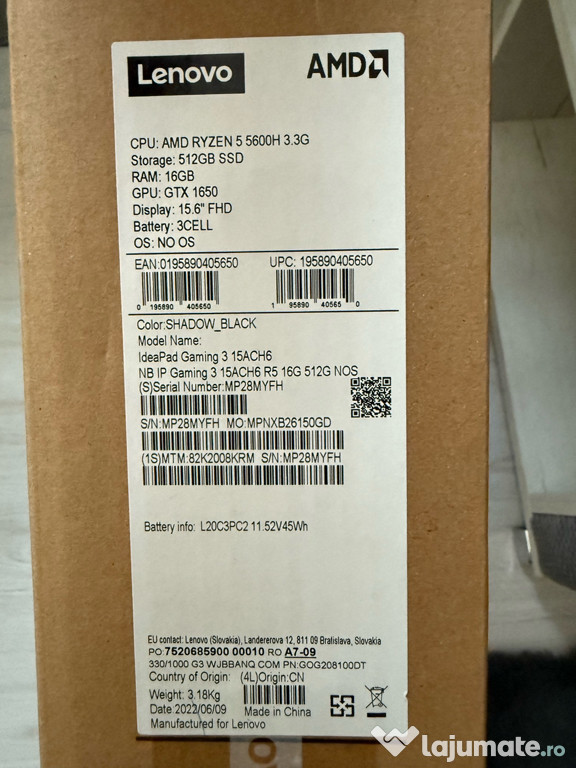 Lenovo AMD
CPU: AMD RYZEN 5 5600H 3.3G
Storage: 512GB SSD
RAM: 16GB
GPU: GTX 1650
Display: 15.6" FHD
Battery: 3CELL
OS: NO OS
EAN:0195890405650 UPC: 195890405650
0 195890 405650 1 95890 40565 0
Color:SHADOW_BLACK
Model Name:
IdeaPad Gaming 3 15ACH6
NB IP Gaming 3 15ACH6 R5 16G 512G NOS
(S)Serial Number:MP28MYFH
S/N:MP28MYFH MO:MPNXB26150GD
(1S)MTM:82K2008KRM S/N:MP28MYFH
Battery info: L20C3PC2 11.52V45Wh
EU contact: Lenovo (Slovakia), Landererova 12, 811 09 Bratislava, Slovakia
PO:7520685900 00010 RO A7-09
330/1000 G3 WJBBANQ COM PN:GOG208100DT
Country of Origin: (4L)Origin:CN
Weight: 3.18Kg
Date:2022/06/09 Made in China
Manufactured for Lenovo
lajumate.ro